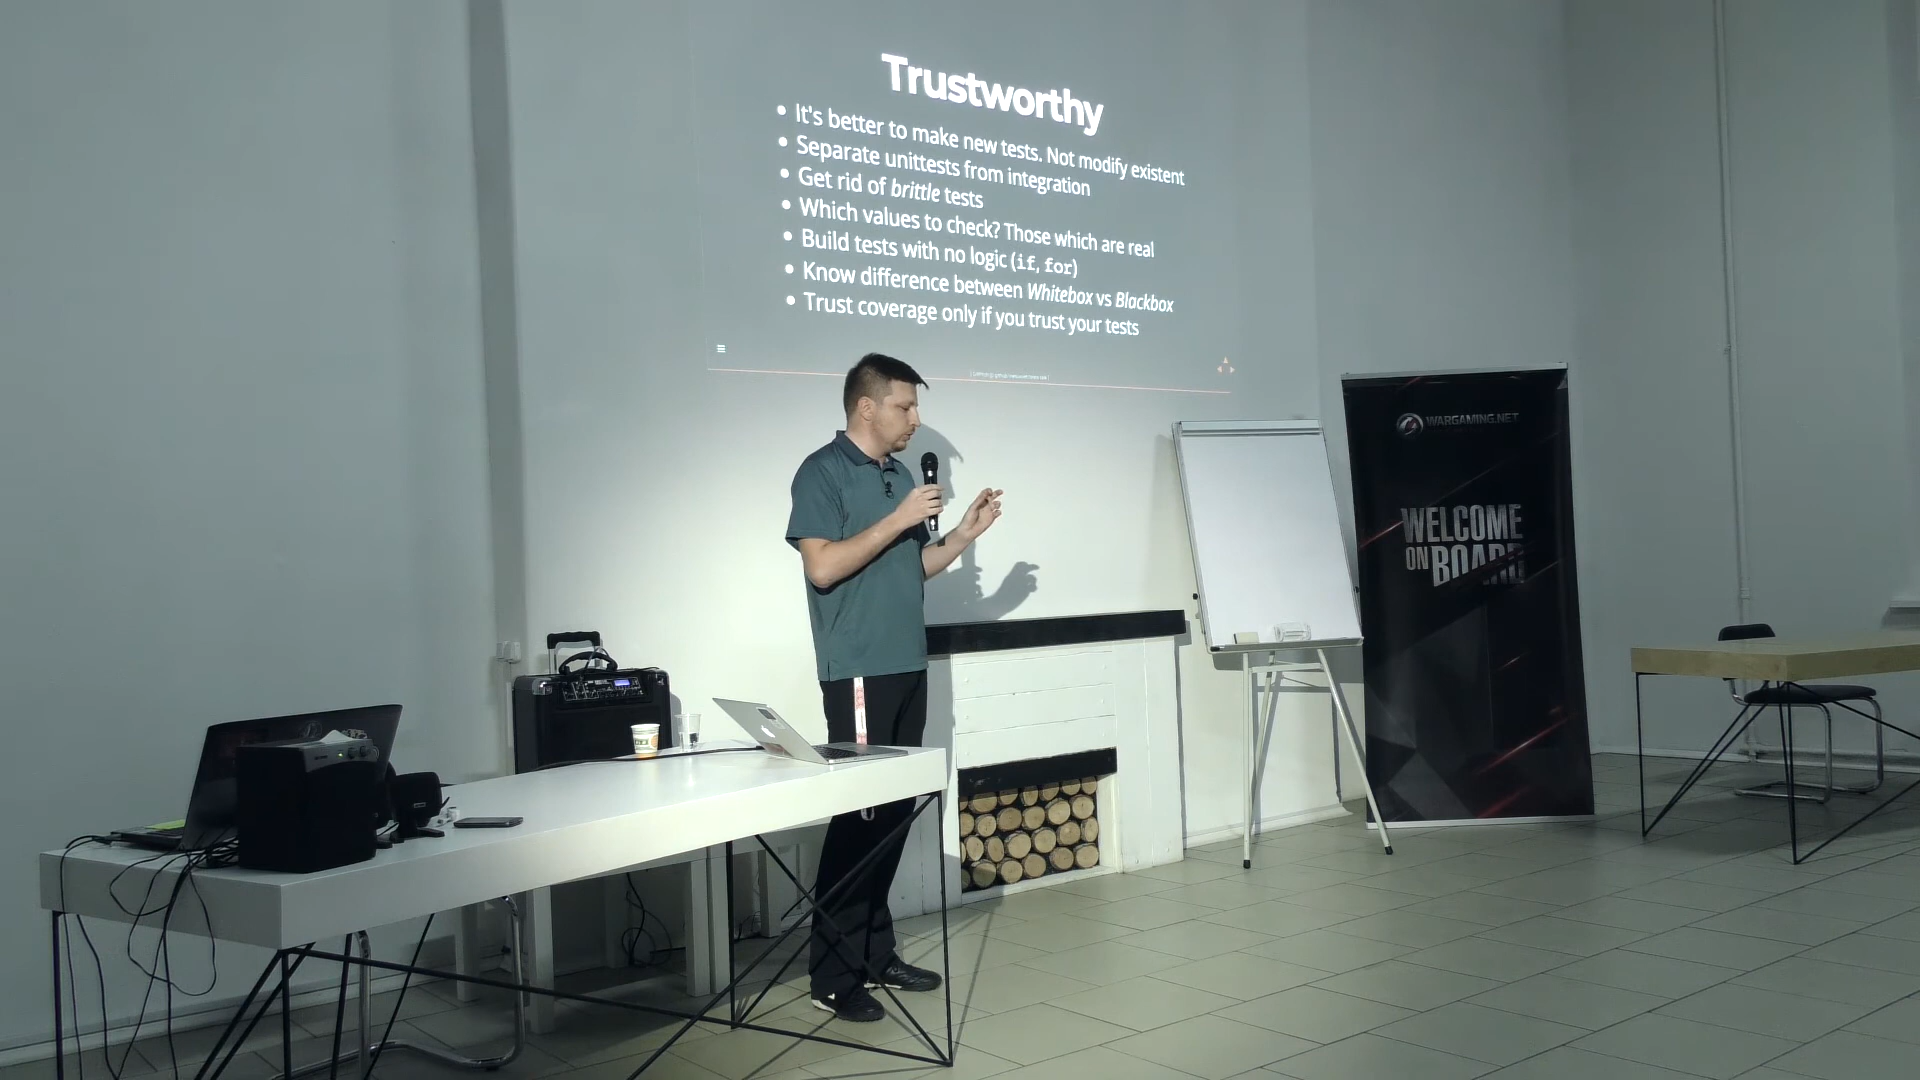 Trustworthy
It's better to make new tests. Not modify existent
Separate unittests from integration
Get rid of brittle tests
Which values to check? Those which are real
Build tests with no logic (if, for)
Know difference between Whitebox vs Blackbox
Trust coverage only if you trust your tests
WARGAMING.NET
WELCOME
ON BOARD